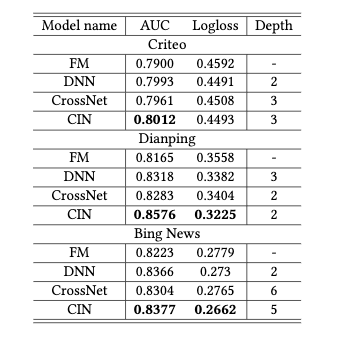 Model name AUC Logloss Depth
Criteo
FM 0.7900 0.4592 -
DNN 0.7993 0.4491 2
CrossNet 0.7961 0.4508 3
CIN 0.8012 0.4493 3
Dianping
FM 0.8165 0.3558 -
DNN 0.8318 0.3382 3
CrossNet 0.8283 0.3404 2
CIN 0.8576 0.3225 2
Bing News
FM 0.8223 0.2779 -
DNN 0.8366 0.273 2
CrossNet 0.8304 0.2765 6
CIN 0.8377 0.2662 5